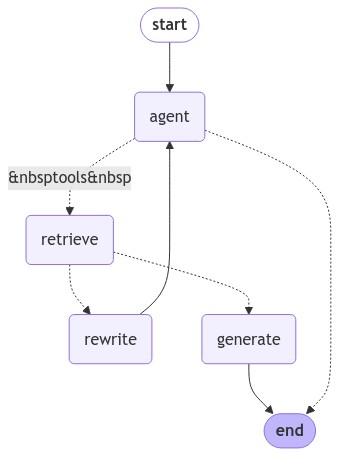 start
agent
&nbsptools&nbsp
retrieve
rewrite
generate
end